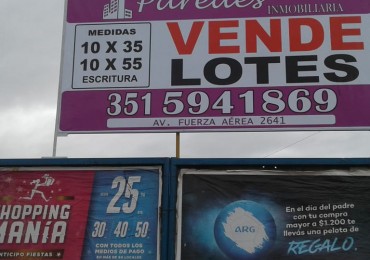 Paredes
INMOBILIARIA
MEDIDAS
10 X 35
10 X 55
ESCRITURA
VENDE
LOTES
351 5941869
AV. FUERZA AÉREA 2641
SHOPPING
MANÍA
ANTICIPO FIESTAS
25
30 40 50
CON TODOS LOS
MEDIOS DE PAGO
ARG
En el día del padre
con tu compra
mayor a $1.200 te
llevás una pelota de
REGALO.